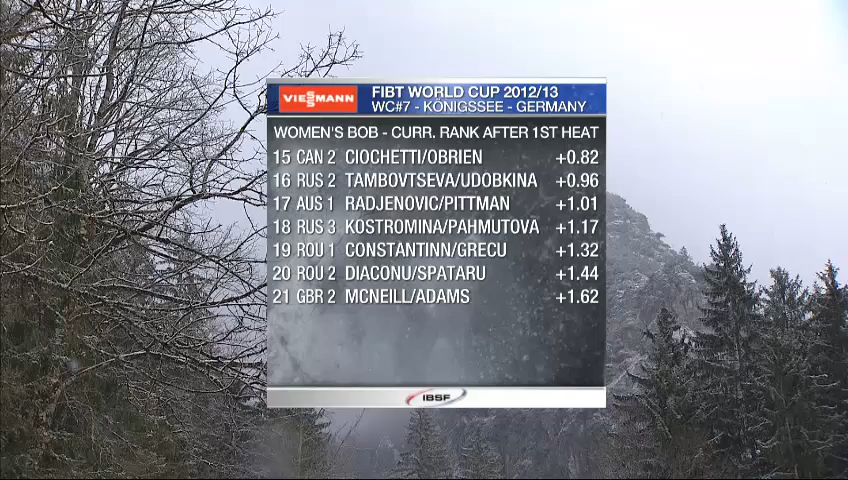 VIESSMANN
FIBT WORLD CUP 2012/13
WC#7 - KÖNIGSSEE - GERMANY
WOMEN'S BOB - CURR. RANK AFTER 1ST HEAT
15 CAN 2 CIOCHETTI/OBRIEN +0.82
16 RUS 2 TAMBOVTSEVA/UDOBKINA +0.96
17 AUS 1 RADJENOVIC/PITTMAN +1.01
18 RUS 3 KOSTROMINA/PAHMUTOVA +1.17
19 ROU 1 CONSTANTINN/GRECU +1.32
20 ROU 2 DIACONU/SPATARU +1.44
21 GBR 2 MCNEILL/ADAMS +1.62
IBSF